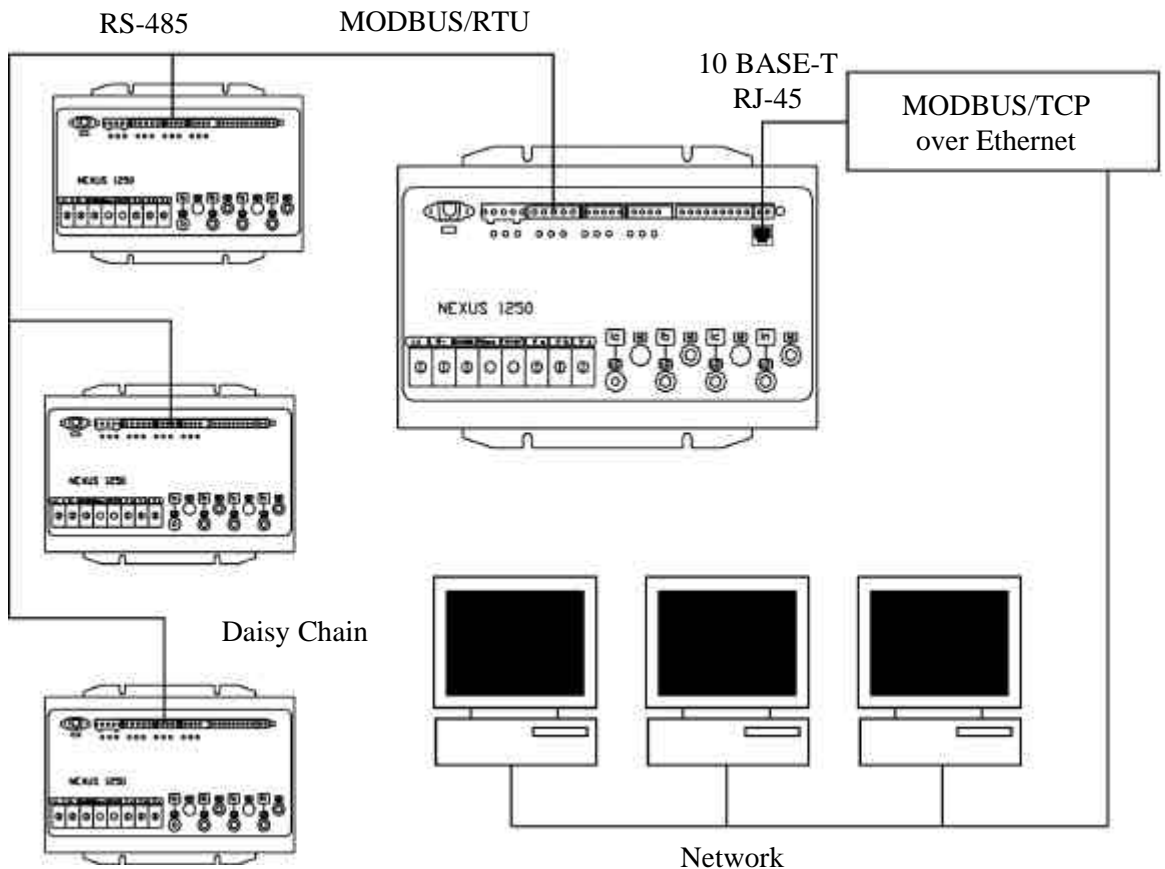 RS-485
MODBUS/RTU
10 BASE-T
RJ-45
MODBUS/TCP
over Ethernet
NEXUS 1250
NEXUS 1250
NEXUS 1250
Daisy Chain
NEXUS 1250
Network